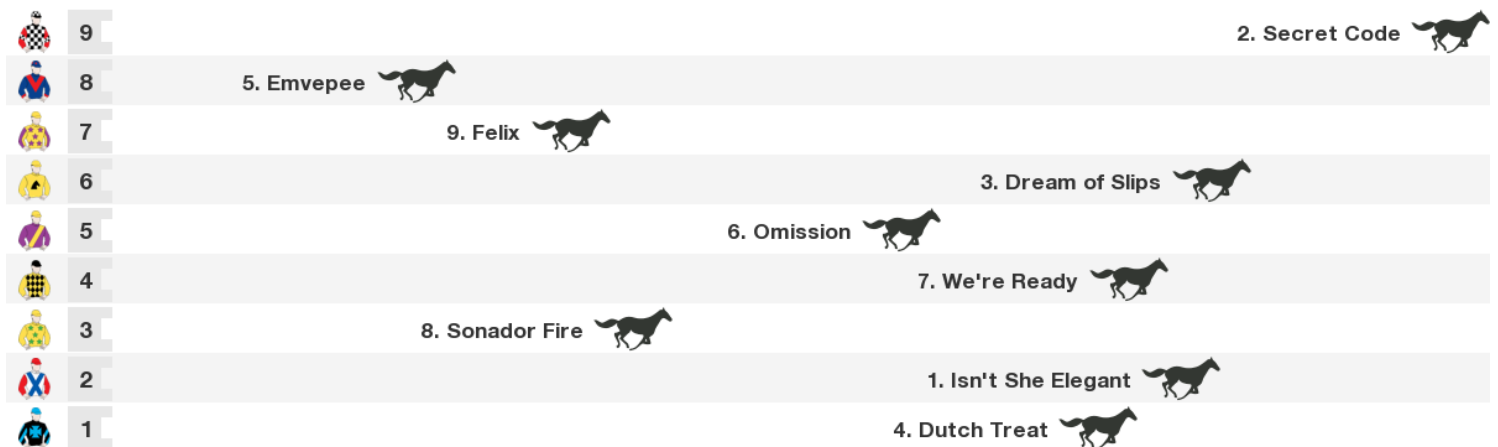 9 2. Secret Code
8 5. Emvepee
7 9. Felix
6 3. Dream of Slips
5 6. Omission
4 7. We're Ready
3 8. Sonador Fire
2 1. Isn't She Elegant
1 4. Dutch Treat